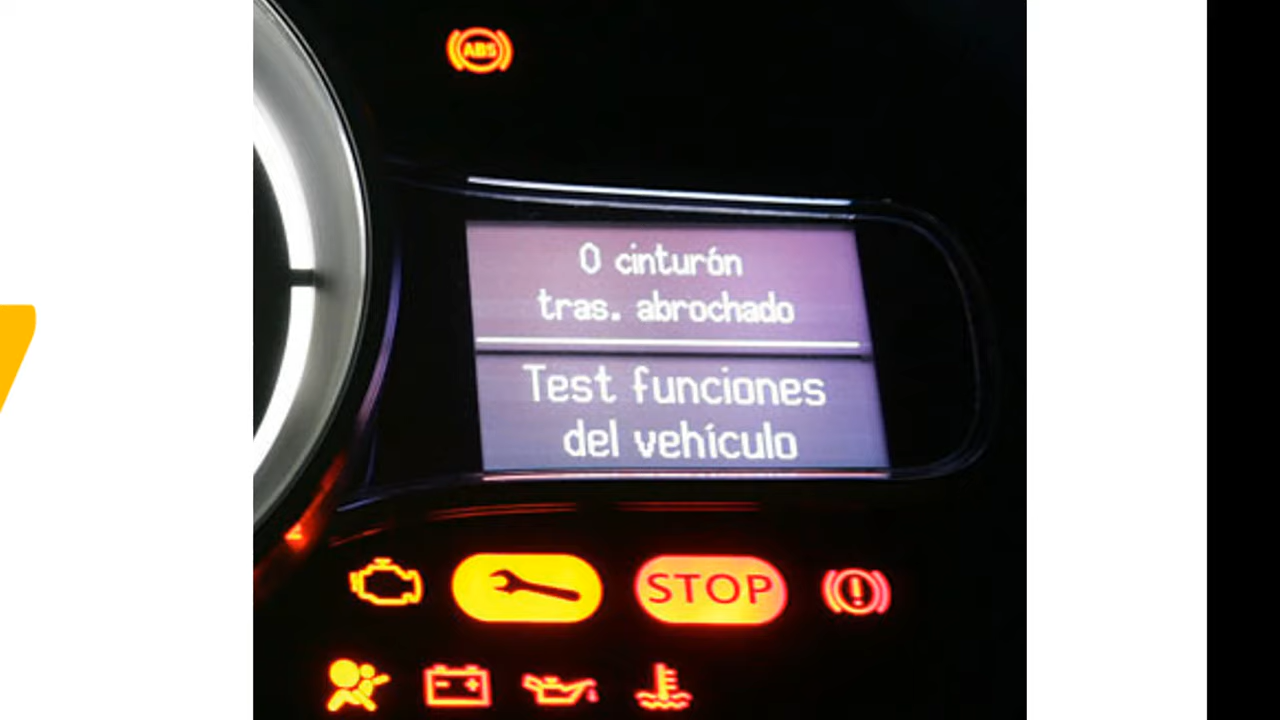 ABS
0 cinturón
tras. abrochado
Test funciones
del vehículo
STOP